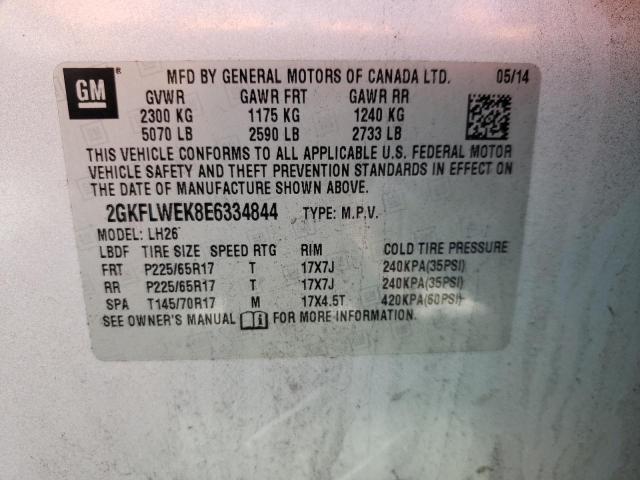 GM ® MFD BY GENERAL MOTORS OF CANADA LTD. 05/14
GVWR GAWR FRT GAWR RR
2300 KG 1175 KG 1240 KG
5070 LB 2590 LB 2733 LB
THIS VEHICLE CONFORMS TO ALL APPLICABLE U.S. FEDERAL MOTOR
VEHICLE SAFETY AND THEFT PREVENTION STANDARDS IN EFFECT ON
THE DATE OF MANUFACTURE SHOWN ABOVE.
2GKFLWEK8E6334844 TYPE: M.P.V.
MODEL: LH26
LBDF TIRE SIZE SPEED RTG RIM COLD TIRE PRESSURE
FRT P225/65R17 T 17X7J 240KPA(35PSI)
RR P225/65R17 T 17X7J 240KPA(35PSI)
SPA T145/70R17 M 17X4.5T 420KPA(60PSI)
SEE OWNER'S MANUAL FOR MORE INFORMATION.